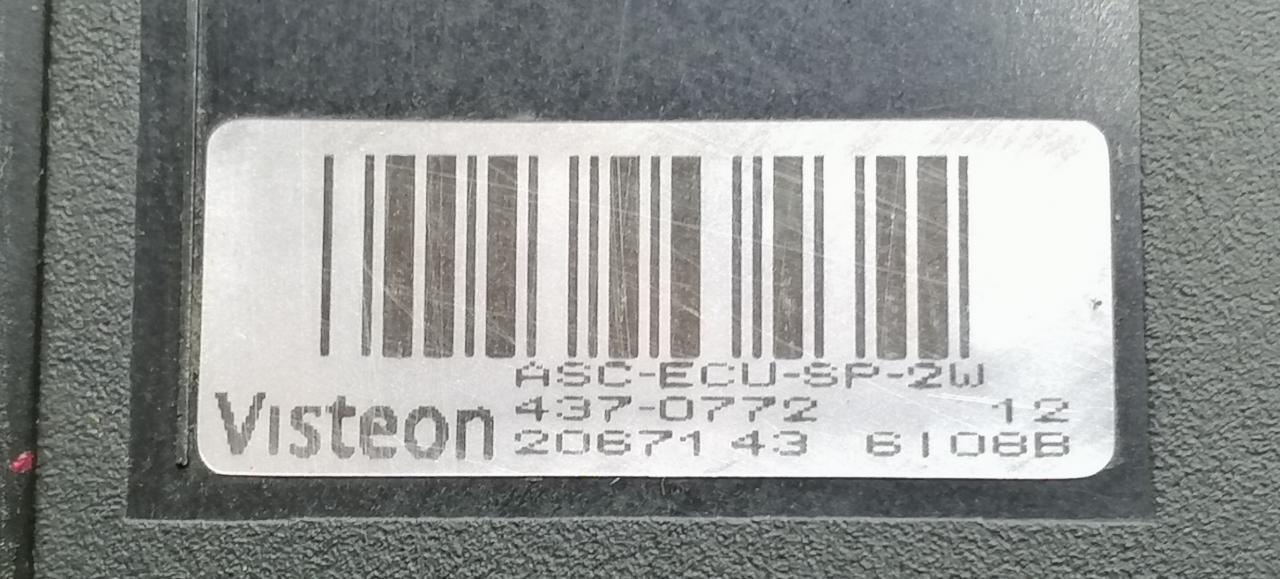 ASC-ECU-SP-2W
Visteon
437-0772 12
2067143 6108B